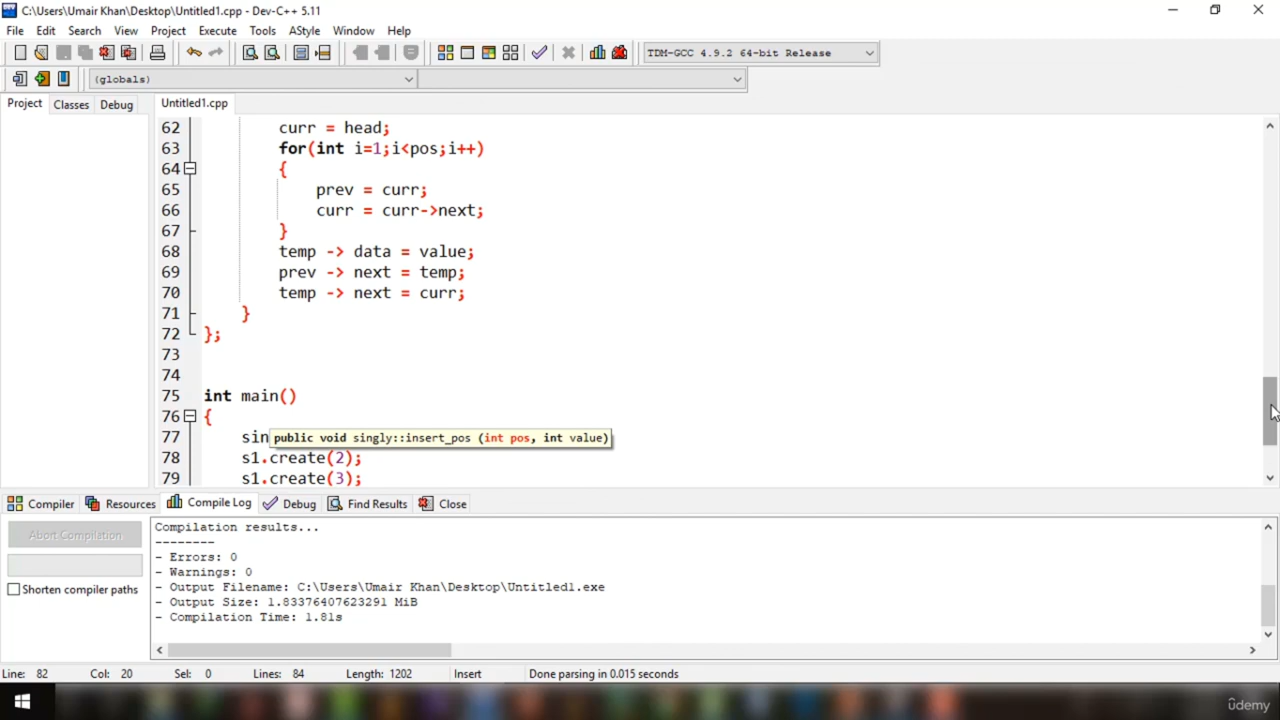 C:\Users\Umair Khan\Desktop\Untitled1.cpp - Dev-C++ 5.11
File Edit Search View Project Execute Tools AStyle Window Help
TDM-GCC 4.9.2 64-bit Release
(globals)
Project Classes Debug Untitled1.cpp
62 curr = head;
63 for(int i=1;i<pos;i++)
64 {
65 prev = curr;
66 curr = curr->next;
67 }
68 temp -> data = value;
69 prev -> next = temp;
70 temp -> next = curr;
71 }
72 };
73
74
75 int main()
76 {
77 sin public void singly::insert_pos (int pos, int value)
78 s1.create(2);
79 s1.create(3);
Compiler Resources Compile Log Debug Find Results Close
Abort Compilation
Shorten compiler paths
Compilation results...
--------
- Errors: 0
- Warnings: 0
- Output Filename: C:\Users\Umair Khan\Desktop\Untitled1.exe
- Output Size: 1.83376407623291 MiB
- Compilation Time: 1.81s
Line: 82 Col: 20 Sel: 0 Lines: 84 Length: 1202 Insert Done parsing in 0.015 seconds
ûdemy